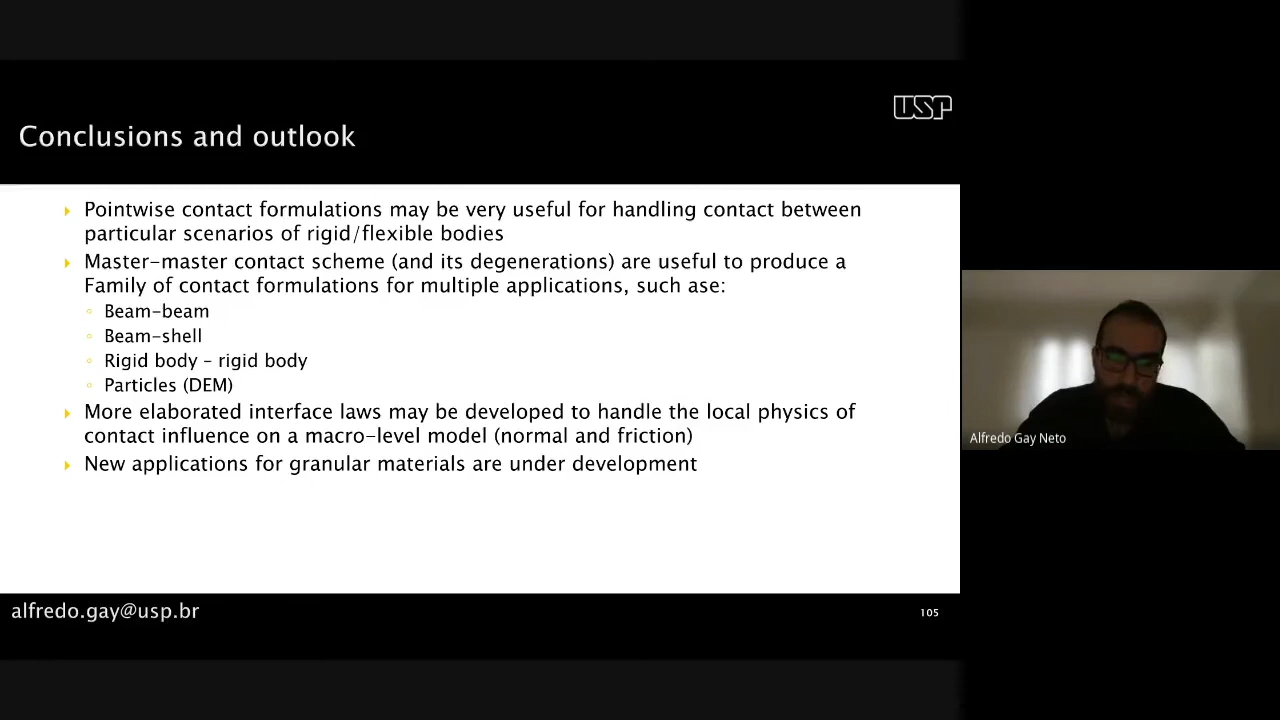 USP
Conclusions and outlook
Pointwise contact formulations may be very useful for handling contact between
particular scenarios of rigid/flexible bodies
Master-master contact scheme (and its degenerations) are useful to produce a
Family of contact formulations for multiple applications, such ase:
Beam-beam
Beam-shell
Rigid body – rigid body
Particles (DEM)
More elaborated interface laws may be developed to handle the local physics of
contact influence on a macro-level model (normal and friction)
New applications for granular materials are under development
alfredo.gay@usp.br
105
Alfredo Gay Neto